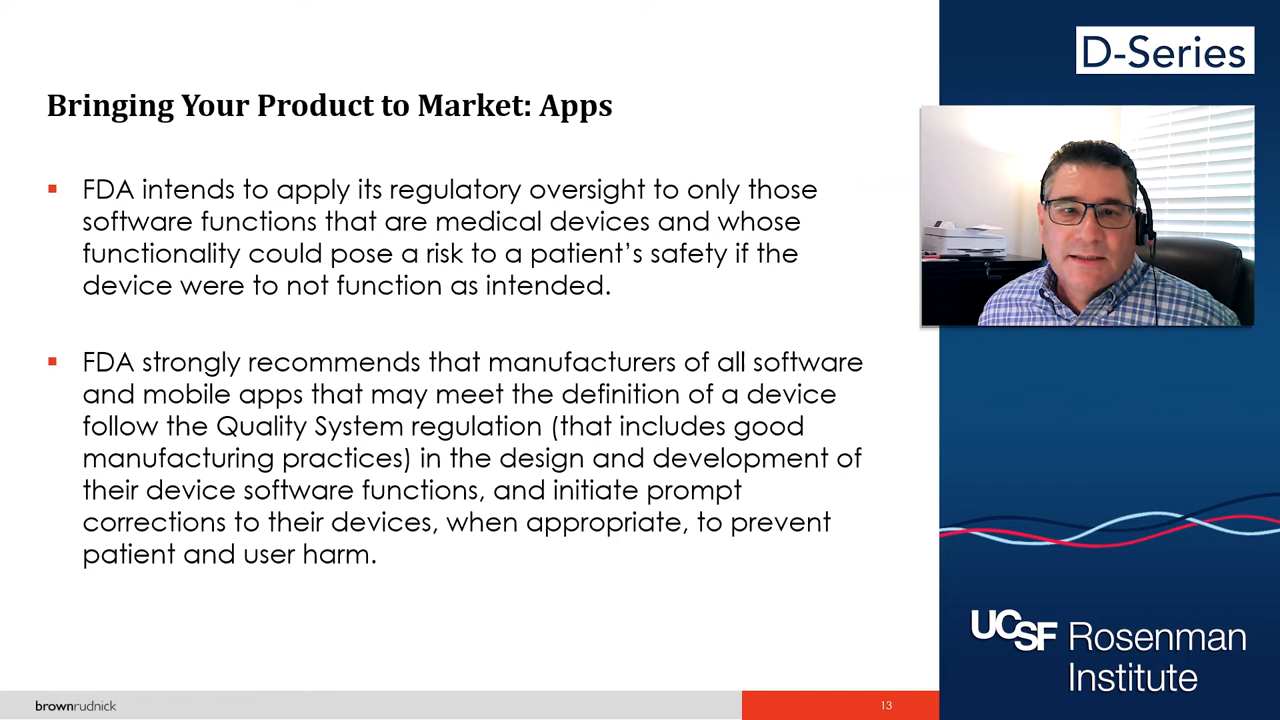 Bringing Your Product to Market: Apps
▪ FDA intends to apply its regulatory oversight to only those
software functions that are medical devices and whose
functionality could pose a risk to a patient’s safety if the
device were to not function as intended.
▪ FDA strongly recommends that manufacturers of all software
and mobile apps that may meet the definition of a device
follow the Quality System regulation (that includes good
manufacturing practices) in the design and development of
their device software functions, and initiate prompt
corrections to their devices, when appropriate, to prevent
patient and user harm.
brownrudnick
13
D-Series
UCSF Rosenman
Institute